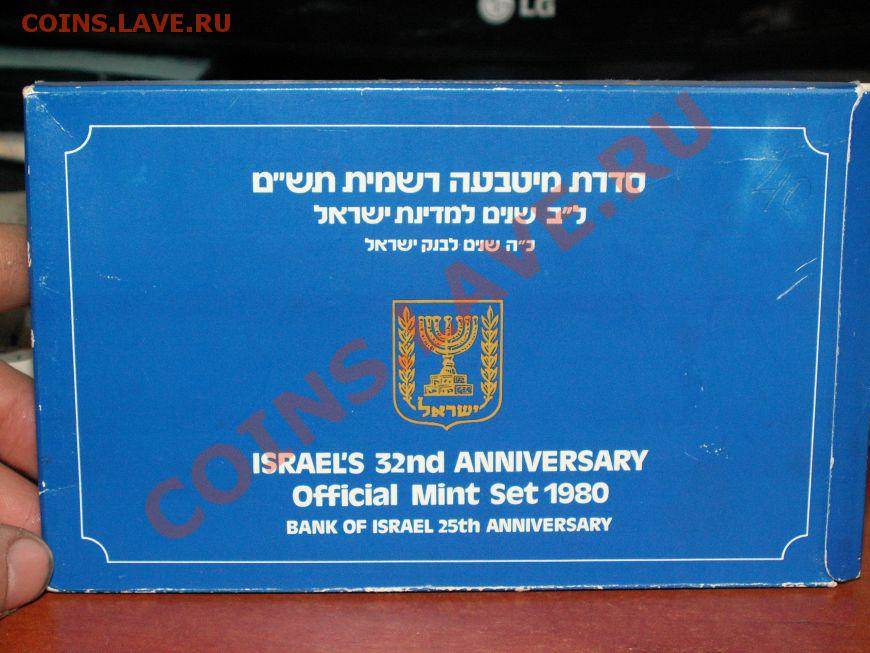 COINS.LAVE.RU
LG
סדרת מיטבעה רשמית תש״ם
ל״ב שנים למדינת ישראל
כ״ה שנים לבנק ישראל
ישראל
ISRAEL'S 32nd ANNIVERSARY
Official Mint Set 1980
BANK OF ISRAEL 25th ANNIVERSARY
COINS.LAVE.RU